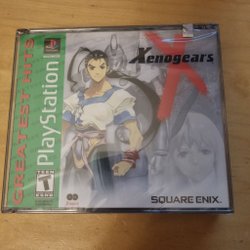 GREATEST HITS
PlayStation
Xenogears
X
T
SQUARE ENIX.